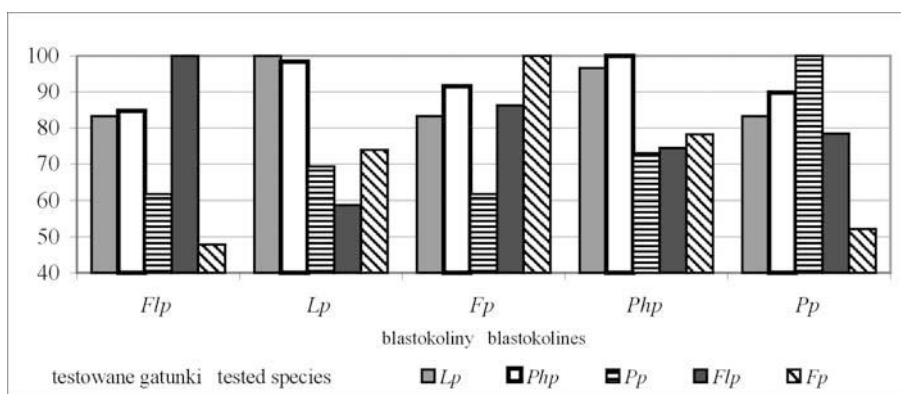 100
90
80
70
60
50
40
Flp Lp Fp Php Pp
blastokoliny blastokolines
testowane gatunki tested species Lp Php Pp Flp Fp